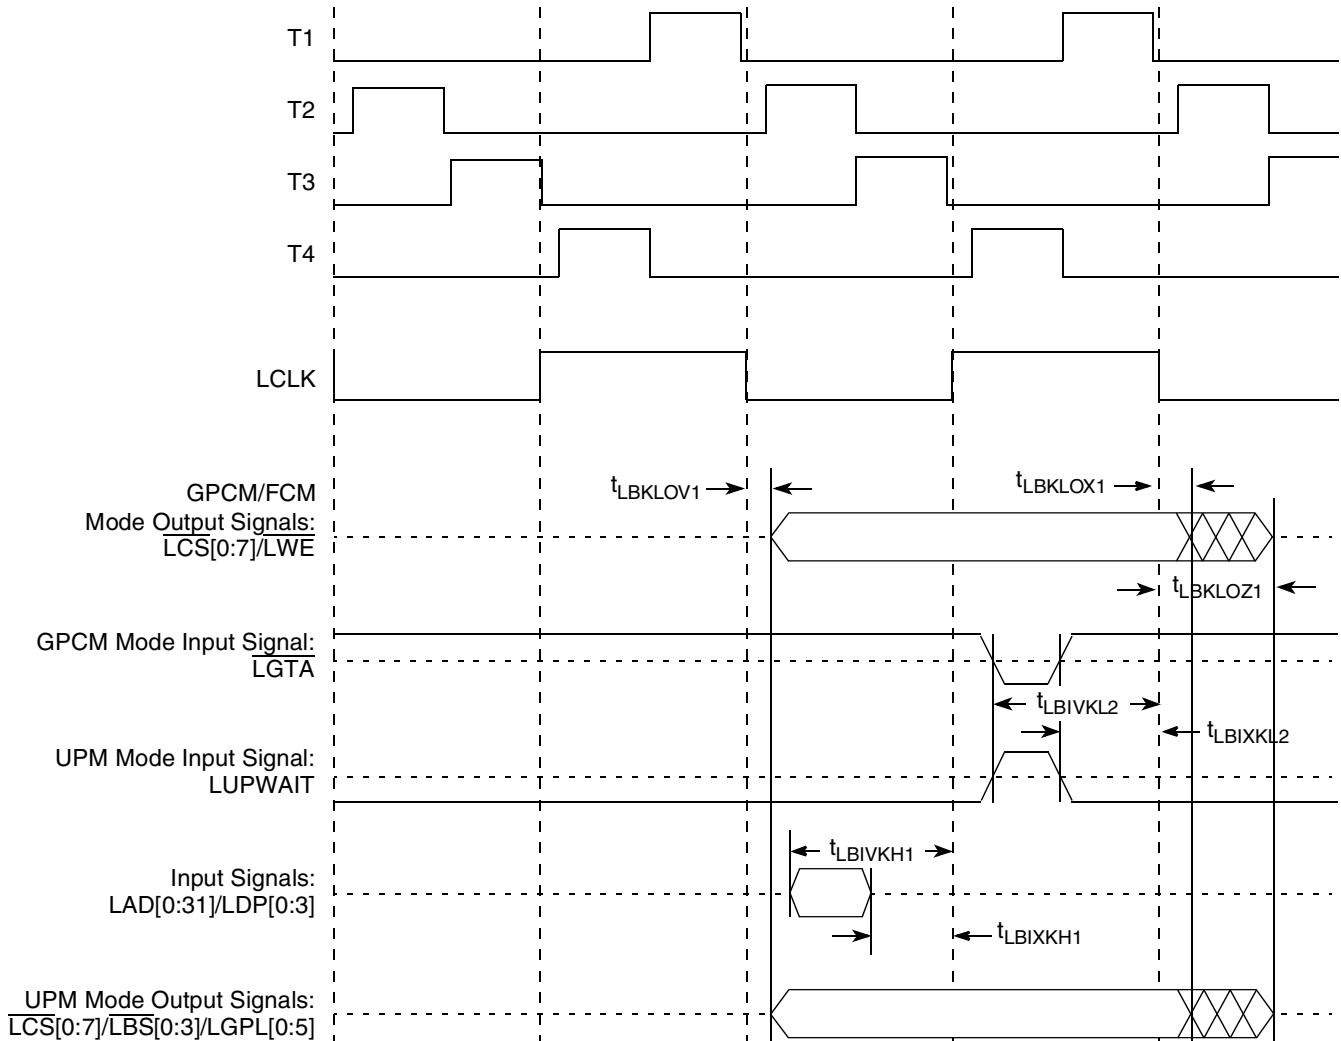 T1
T2
T3
T4
LCLK
GPCM/FCM
Mode Output Signals:
LCS[0:7]/LWE
tLBKLOV1
tLBKLOX1
tLBKLOZ1
GPCM Mode Input Signal:
LGTA
tLBIVKL2
tLBIXKL2
UPM Mode Input Signal:
LUPWAIT
tLBIVKH1
Input Signals:
LAD[0:31]/LDP[0:3]
tLBIXKH1
UPM Mode Output Signals:
LCS[0:7]/LBS[0:3]/LGPL[0:5]